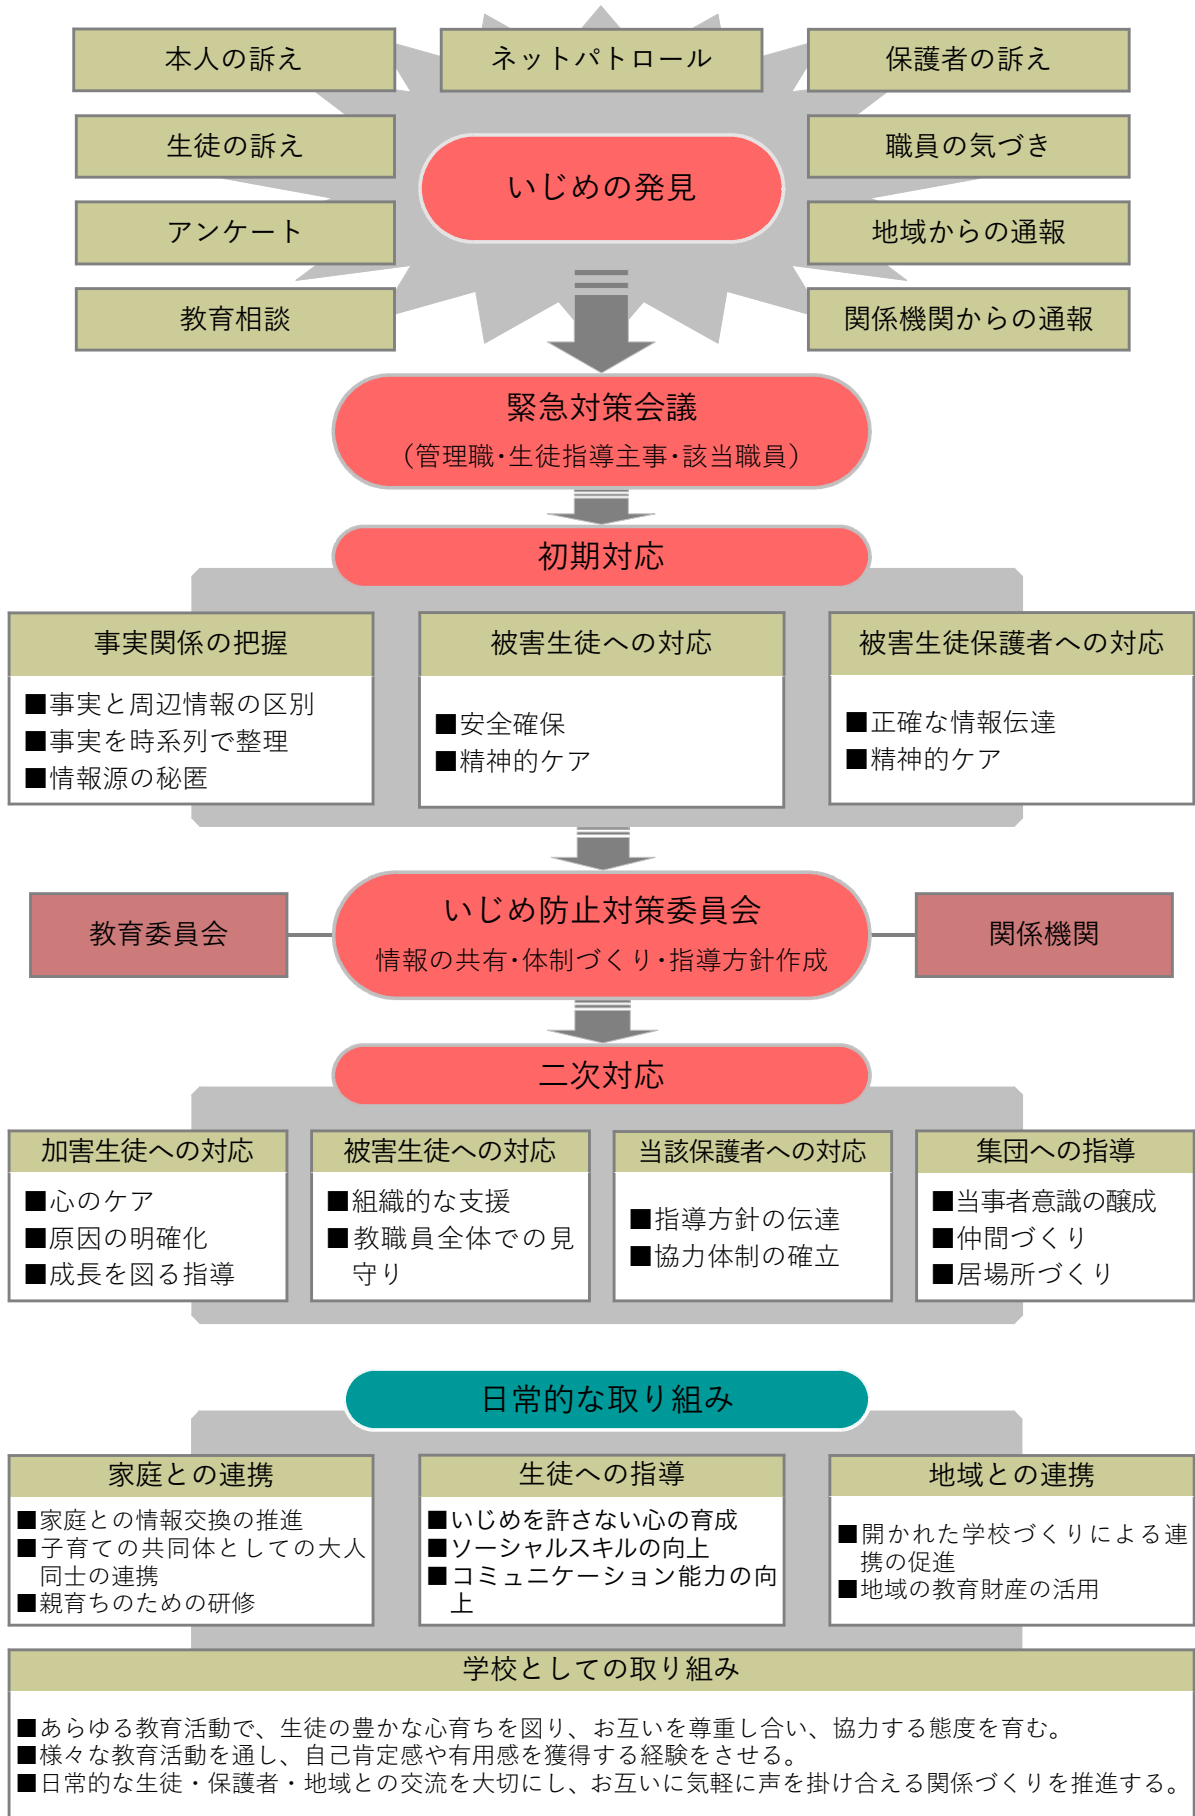 本人の訴え
ネットパトロール
保護者の訴え
生徒の訴え
職員の気づき
いじめの発見
アンケート
地域からの通報
教育相談
関係機関からの通報
緊急対策会議
（管理職・生徒指導主事・該当職員）
初期対応
事実関係の把握
■事実と周辺情報の区別
■事実を時系列で整理
■情報源の秘匿
被害生徒への対応
■安全確保
■精神的ケア
被害生徒保護者への対応
■正確な情報伝達
■精神的ケア
教育委員会
いじめ防止対策委員会
情報の共有・体制づくり・指導方針作成
関係機関
二次対応
加害生徒への対応
■心のケア
■原因の明確化
■成長を図る指導
被害生徒への対応
■組織的な支援
■教職員全体での見
守り
当該保護者への対応
■指導方針の伝達
■協力体制の確立
集団への指導
■当事者意識の醸成
■仲間づくり
■居場所づくり
日常的な取り組み
家庭との連携
■家庭との情報交換の推進
■子育ての共同体としての大人
同士の連携
■親育ちのための研修
生徒への指導
■いじめを許さない心の育成
■ソーシャルスキルの向上
■コミュニケーション能力の向
上
地域との連携
■開かれた学校づくりによる連
携の促進
■地域の教育財産の活用
学校としての取り組み
■あらゆる教育活動で、生徒の豊かな心育ちを図り、お互いを尊重し合い、協力する態度を育む。
■様々な教育活動を通し、自己肯定感や有用感を獲得する経験をさせる。
■日常的な生徒・保護者・地域との交流を大切にし、お互いに気軽に声を掛け合える関係づくりを推進する。